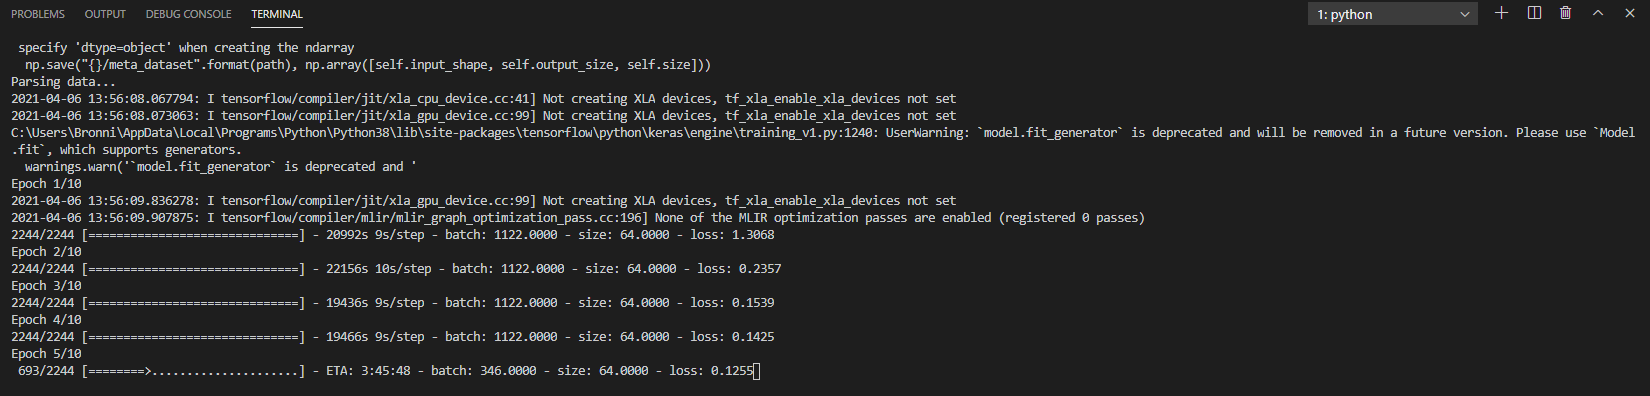 PROBLEMS OUTPUT DEBUG CONSOLE TERMINAL 1: python
specify 'dtype=object' when creating the ndarray
np.save("{}/meta_dataset".format(path), np.array([self.input_shape, self.output_size, self.size]))
Parsing data...
2021-04-06 13:56:08.067794: I tensorflow/compiler/jit/xla_cpu_device.cc:41] Not creating XLA devices, tf_xla_enable_xla_devices not set
2021-04-06 13:56:08.073063: I tensorflow/compiler/jit/xla_gpu_device.cc:99] Not creating XLA devices, tf_xla_enable_xla_devices not set
C:\Users\Bronni\AppData\Local\Programs\Python\Python38\lib\site-packages\tensorflow\python\keras\engine\training_v1.py:1240: UserWarning: `model.fit_generator` is deprecated and will be removed in a future version. Please use `Model
.fit`, which supports generators.
warnings.warn('`model.fit_generator` is deprecated and '
Epoch 1/10
2021-04-06 13:56:09.836278: I tensorflow/compiler/jit/xla_gpu_device.cc:99] Not creating XLA devices, tf_xla_enable_xla_devices not set
2021-04-06 13:56:09.907875: I tensorflow/compiler/mlir/mlir_graph_optimization_pass.cc:196] None of the MLIR optimization passes are enabled (registered 0 passes)
2244/2244 [==============================] - 20992s 9s/step - batch: 1122.0000 - size: 64.0000 - loss: 1.3068
Epoch 2/10
2244/2244 [==============================] - 22156s 10s/step - batch: 1122.0000 - size: 64.0000 - loss: 0.2357
Epoch 3/10
2244/2244 [==============================] - 19436s 9s/step - batch: 1122.0000 - size: 64.0000 - loss: 0.1539
Epoch 4/10
2244/2244 [==============================] - 19466s 9s/step - batch: 1122.0000 - size: 64.0000 - loss: 0.1425
Epoch 5/10
693/2244 [========>.....................] - ETA: 3:45:48 - batch: 346.0000 - size: 64.0000 - loss: 0.1255